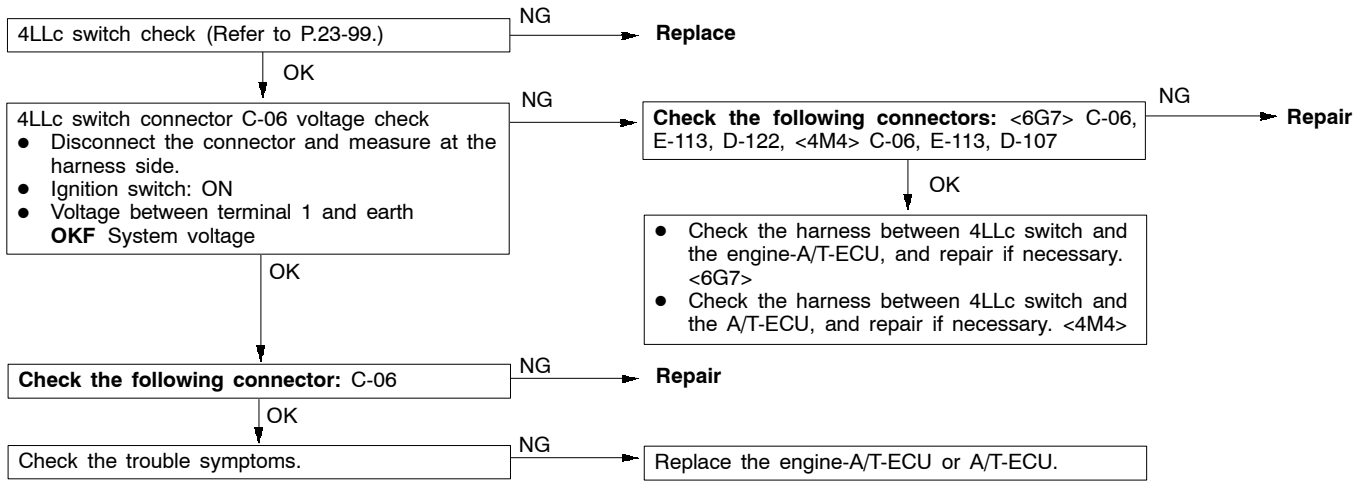 4LLc switch check (Refer to P.23-99.)
NG
Replace
OK
4LLc switch connector C-06 voltage check
● Disconnect the connector and measure at the
harness side.
● Ignition switch: ON
● Voltage between terminal 1 and earth
OKF System voltage
NG
Check the following connectors: <6G7> C-06,
E-113, D-122, <4M4> C-06, E-113, D-107
NG
Repair
OK
● Check the harness between 4LLc switch and
the engine-A/T-ECU, and repair if necessary.
<6G7>
● Check the harness between 4LLc switch and
the A/T-ECU, and repair if necessary. <4M4>
OK
Check the following connector: C-06
NG
Repair
OK
Check the trouble symptoms.
NG
Replace the engine-A/T-ECU or A/T-ECU.